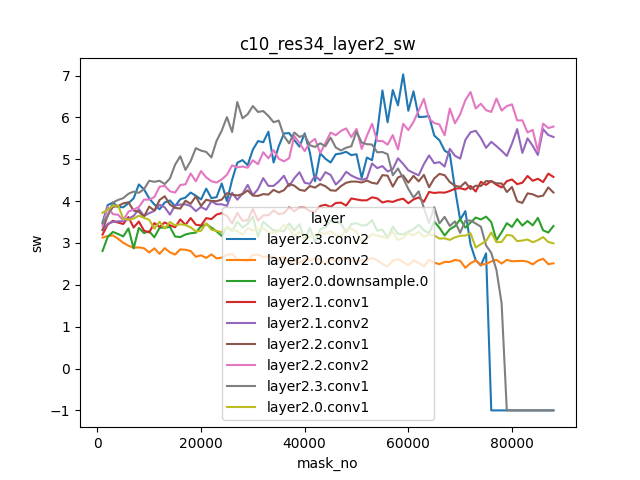 c10_res34_layer2_sw
7
6
5
4
3
2
1
0
−1
sw
layer
layer2.3.conv2
layer2.0.conv2
layer2.0.downsample.0
layer2.1.conv1
layer2.1.conv2
layer2.2.conv1
layer2.2.conv2
layer2.3.conv1
layer2.0.conv1
0 20000 40000 60000 80000
mask_no